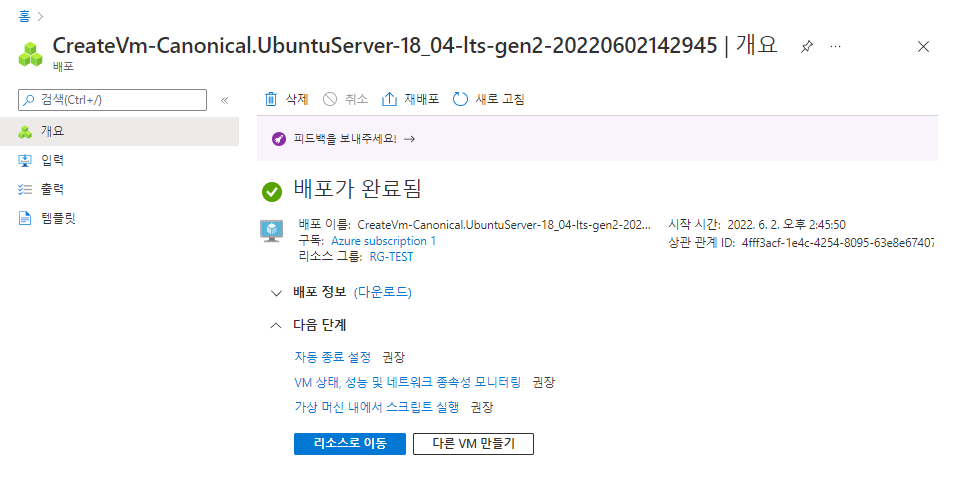 홈
CreateVm-Canonical.UbuntuServer-18_04-lts-gen2-20220602142945 | 개요
배포
검색(Ctrl+/)
«
삭제
취소
재배포
새로 고침
개요
입력
출력
템플릿
피드백을 보내주세요! →
배포가 완료됨
배포 이름: CreateVm-Canonical.UbuntuServer-18_04-lts-gen2-202...
구독: Azure subscription 1
리소스 그룹: RG-TEST
시작 시간: 2022. 6. 2. 오후 2:45:50
상관 관계 ID: 4fff3acf-1e4c-4254-8095-63e8e67407
배포 정보 (다운로드)
다음 단계
자동 종료 설정 권장
VM 상태, 성능 및 네트워크 종속성 모니터링 권장
가상 머신 내에서 스크립트 실행 권장
리소스로 이동
다른 VM 만들기